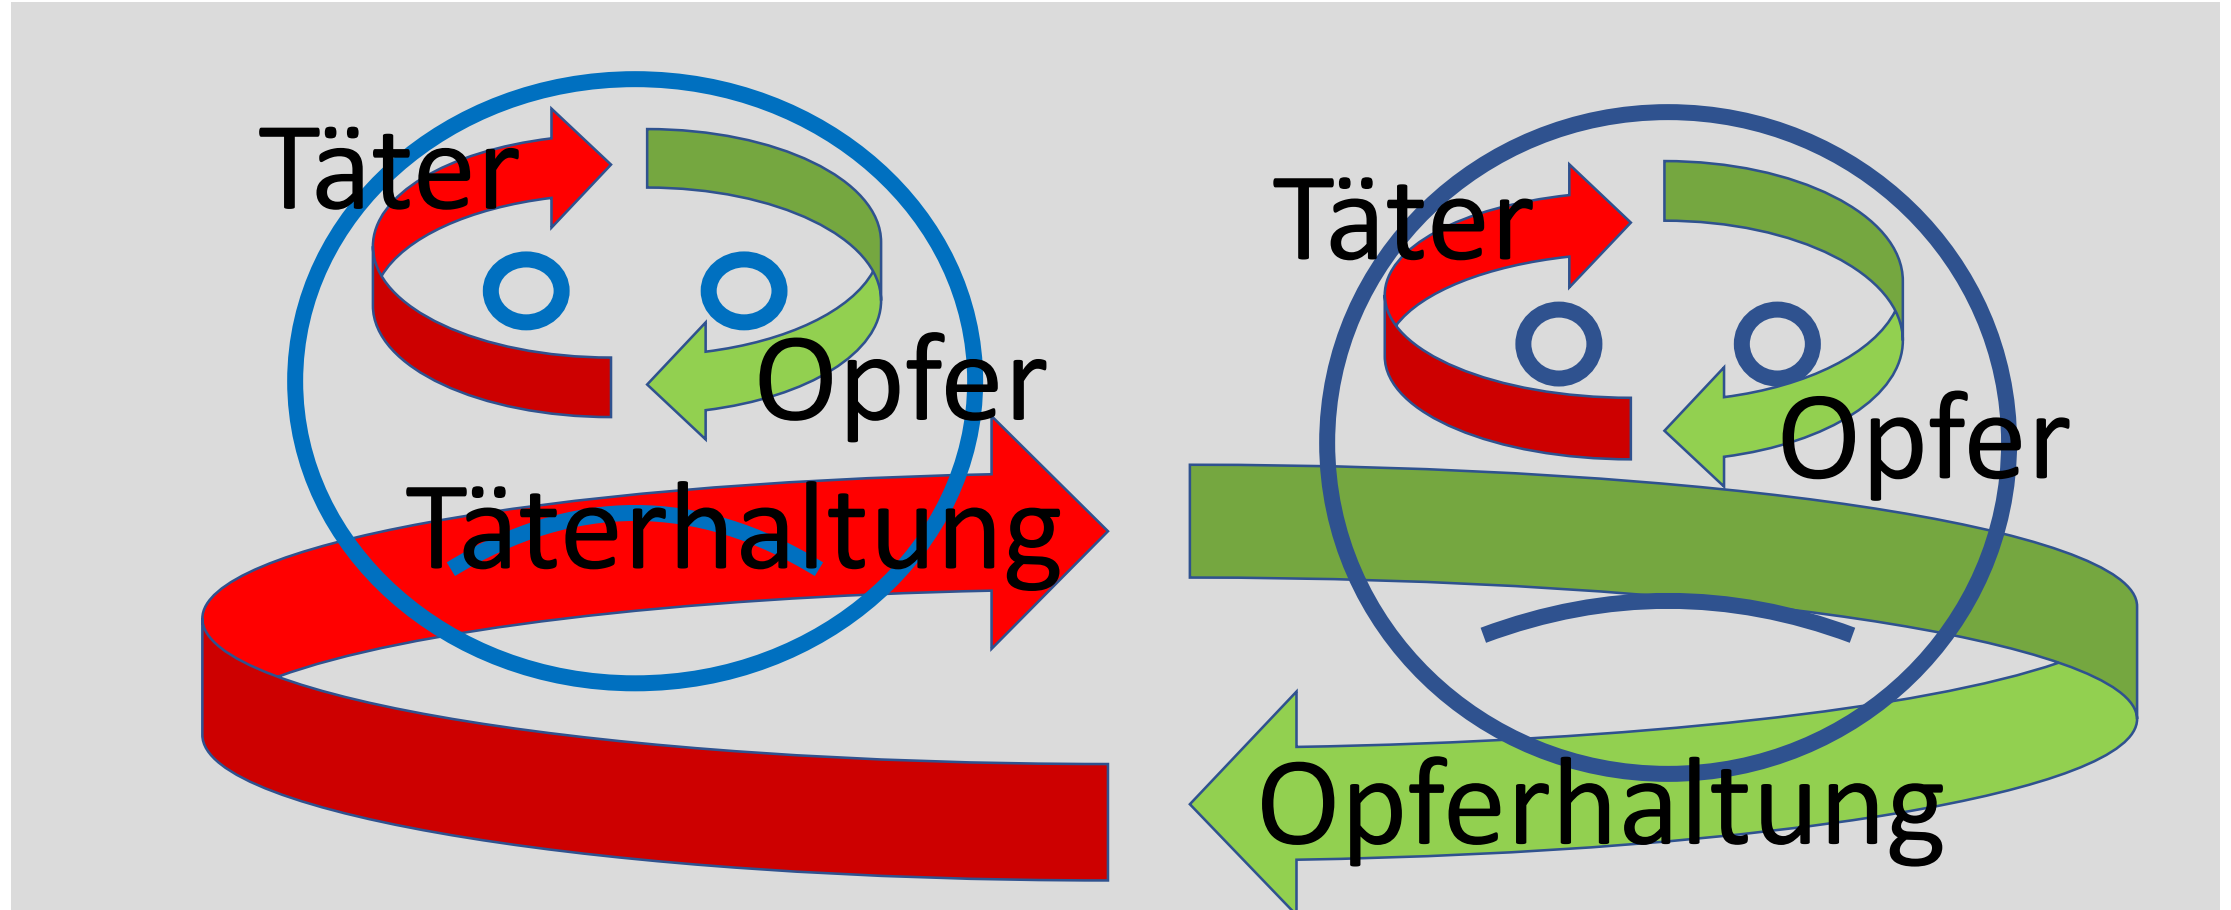 Täter
Opfer
Täterhaltung
Täter
Opfer
Opferhaltung